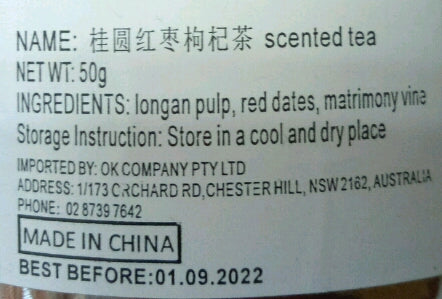 NAME: 桂圆红枣枸杞茶 scented tea
NET WT: 50g
INGREDIENTS: longan pulp, red dates, matrimony vine
Storage Instruction: Store in a cool and dry place
IMPORTED BY: OK COMPANY PTY LTD
ADDRESS: 1/173 ORCHARD RD,CHESTER HILL, NSW 2162, AUSTRALIA
PHONE: 02 8739 7642
MADE IN CHINA
BEST BEFORE:01.09.2022